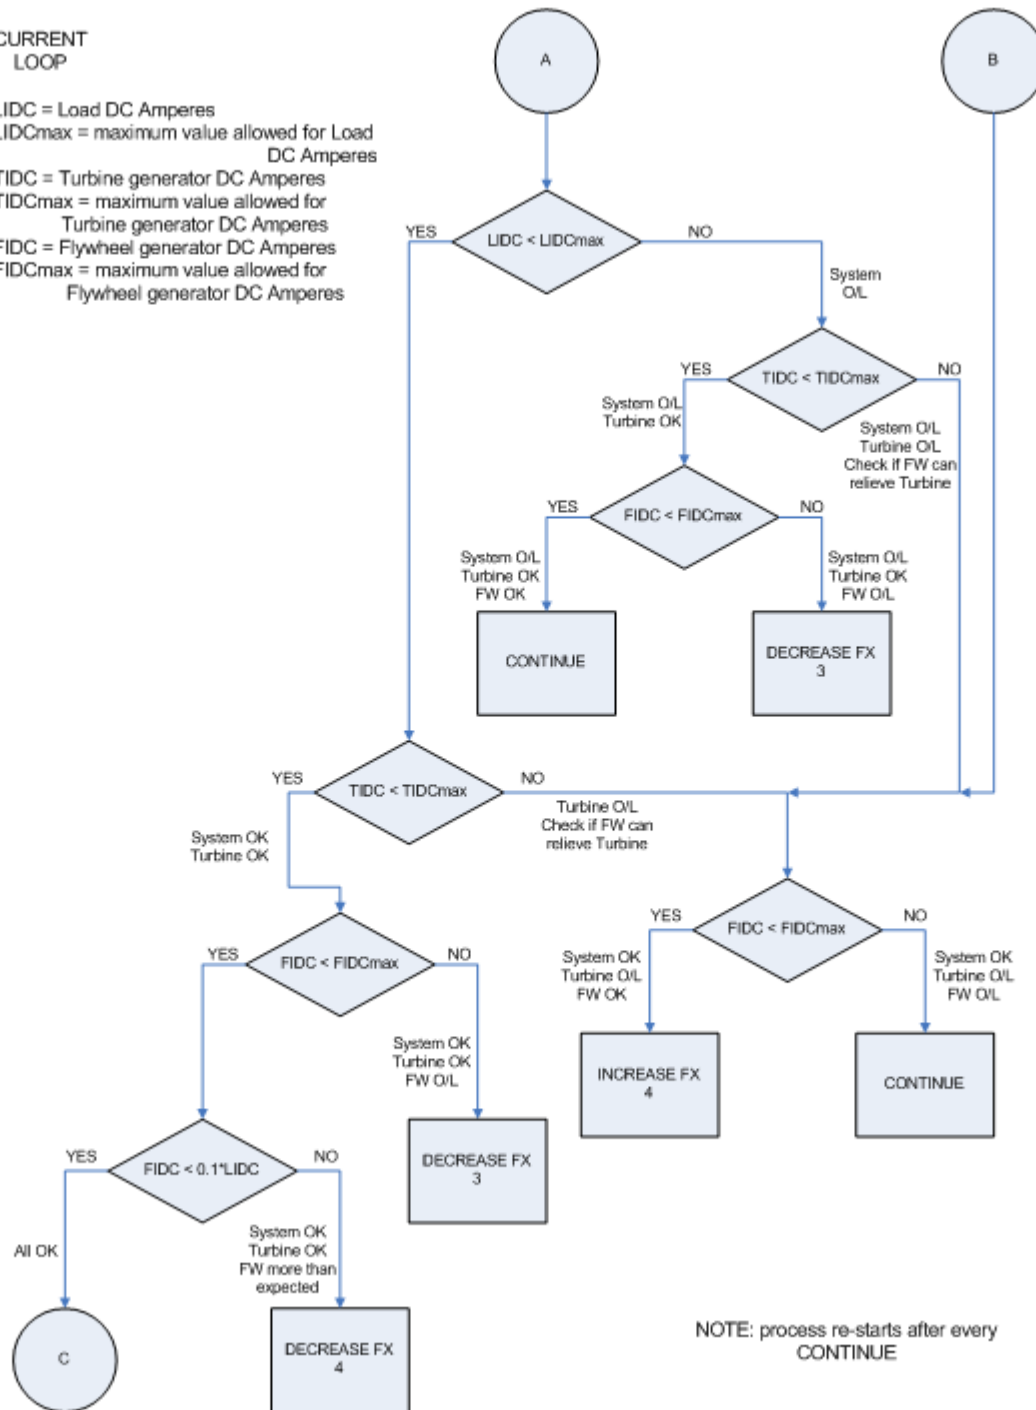 CURRENT
LOOP
LIDC = Load DC Amperes
LIDCmax = maximum value allowed for Load
DC Amperes
TIDC = Turbine generator DC Amperes
TIDCmax = maximum value allowed for
Turbine generator DC Amperes
FIDC = Flywheel generator DC Amperes
FIDCmax = maximum value allowed for
Flywheel generator DC Amperes
A
B
YES
LIDC < LIDCmax
NO
System
O/L
YES
TIDC < TIDCmax
NO
System O/L
Turbine OK
System O/L
Turbine O/L
Check if FW can
relieve Turbine
YES
FIDC < FIDCmax
NO
System O/L
Turbine OK
FW OK
System O/L
Turbine OK
FW O/L
CONTINUE
DECREASE FX
3
YES
TIDC < TIDCmax
NO
Turbine O/L
Check if FW can
relieve Turbine
System OK
Turbine OK
YES
FIDC < FIDCmax
NO
System OK
Turbine O/L
FW OK
System OK
Turbine O/L
FW O/L
YES
FIDC < FIDCmax
NO
System OK
Turbine OK
FW O/L
INCREASE FX
4
CONTINUE
DECREASE FX
3
YES
FIDC < 0.1*LIDC
NO
All OK
System OK
Turbine OK
FW more than
expected
C
DECREASE FX
4
NOTE: process re-starts after every
CONTINUE